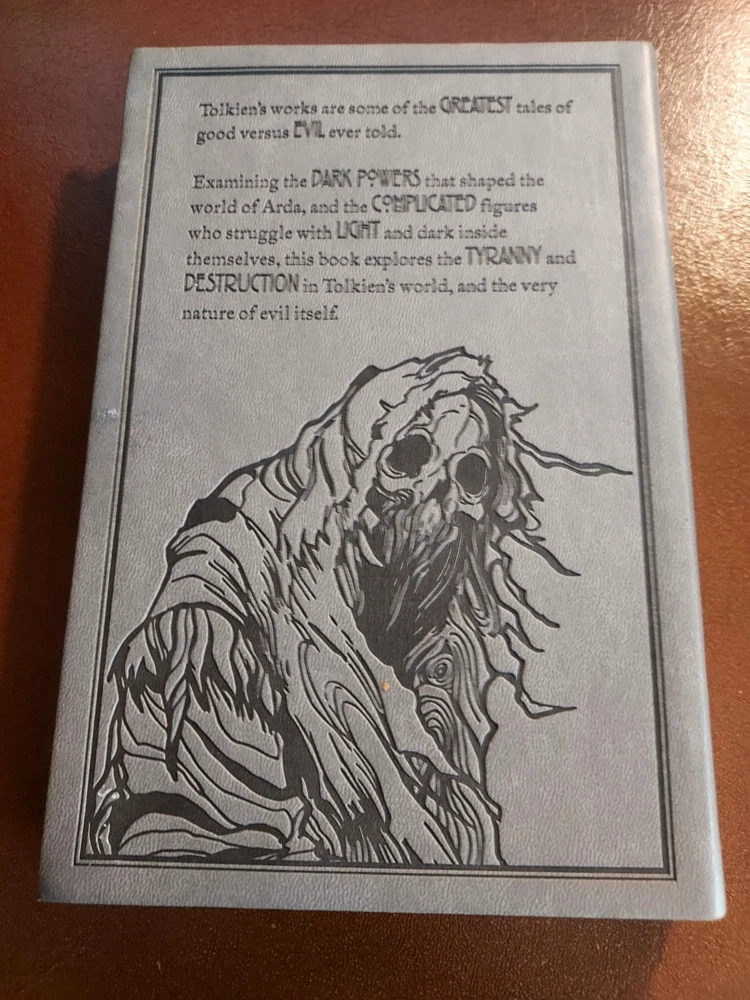 Tolkien's works are some of the GREATEST tales of
good versus EVIL ever told.
Examining the DARK POWERS that shaped the
world of Arda, and the COMPLICATED figures
who struggle with LIGHT and dark inside
themselves, this book explores the TYRANNY and
DESTRUCTION in Tolkien's world, and the very
nature of evil itself.